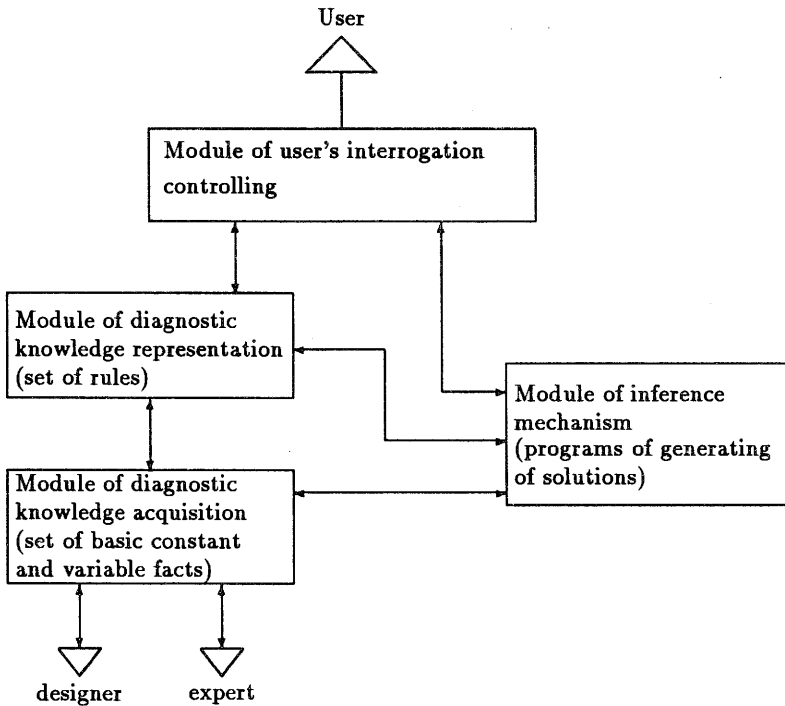 User
Module of user's interrogation
controlling
Module of diagnostic
knowledge representation
(set of rules)
Module of inference
mechanism
(programs of generating
of solutions)
Module of diagnostic
knowledge acquisition
(set of basic constant
and variable facts)
designer
expert